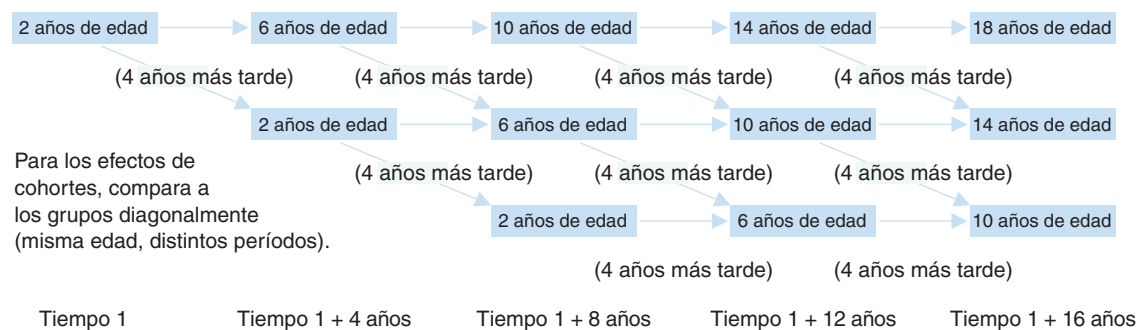 2 años de edad 6 años de edad 10 años de edad 14 años de edad 18 años de edad
(4 años más tarde) (4 años más tarde) (4 años más tarde) (4 años más tarde)
2 años de edad 6 años de edad 10 años de edad 14 años de edad
Para los efectos de
cohortes, compara a
los grupos diagonalmente
(misma edad, distintos períodos).
(4 años más tarde) (4 años más tarde) (4 años más tarde)
2 años de edad 6 años de edad 10 años de edad
(4 años más tarde) (4 años más tarde)
Tiempo 1 Tiempo 1 + 4 años Tiempo 1 + 8 años Tiempo 1 + 12 años Tiempo 1 + 16 años